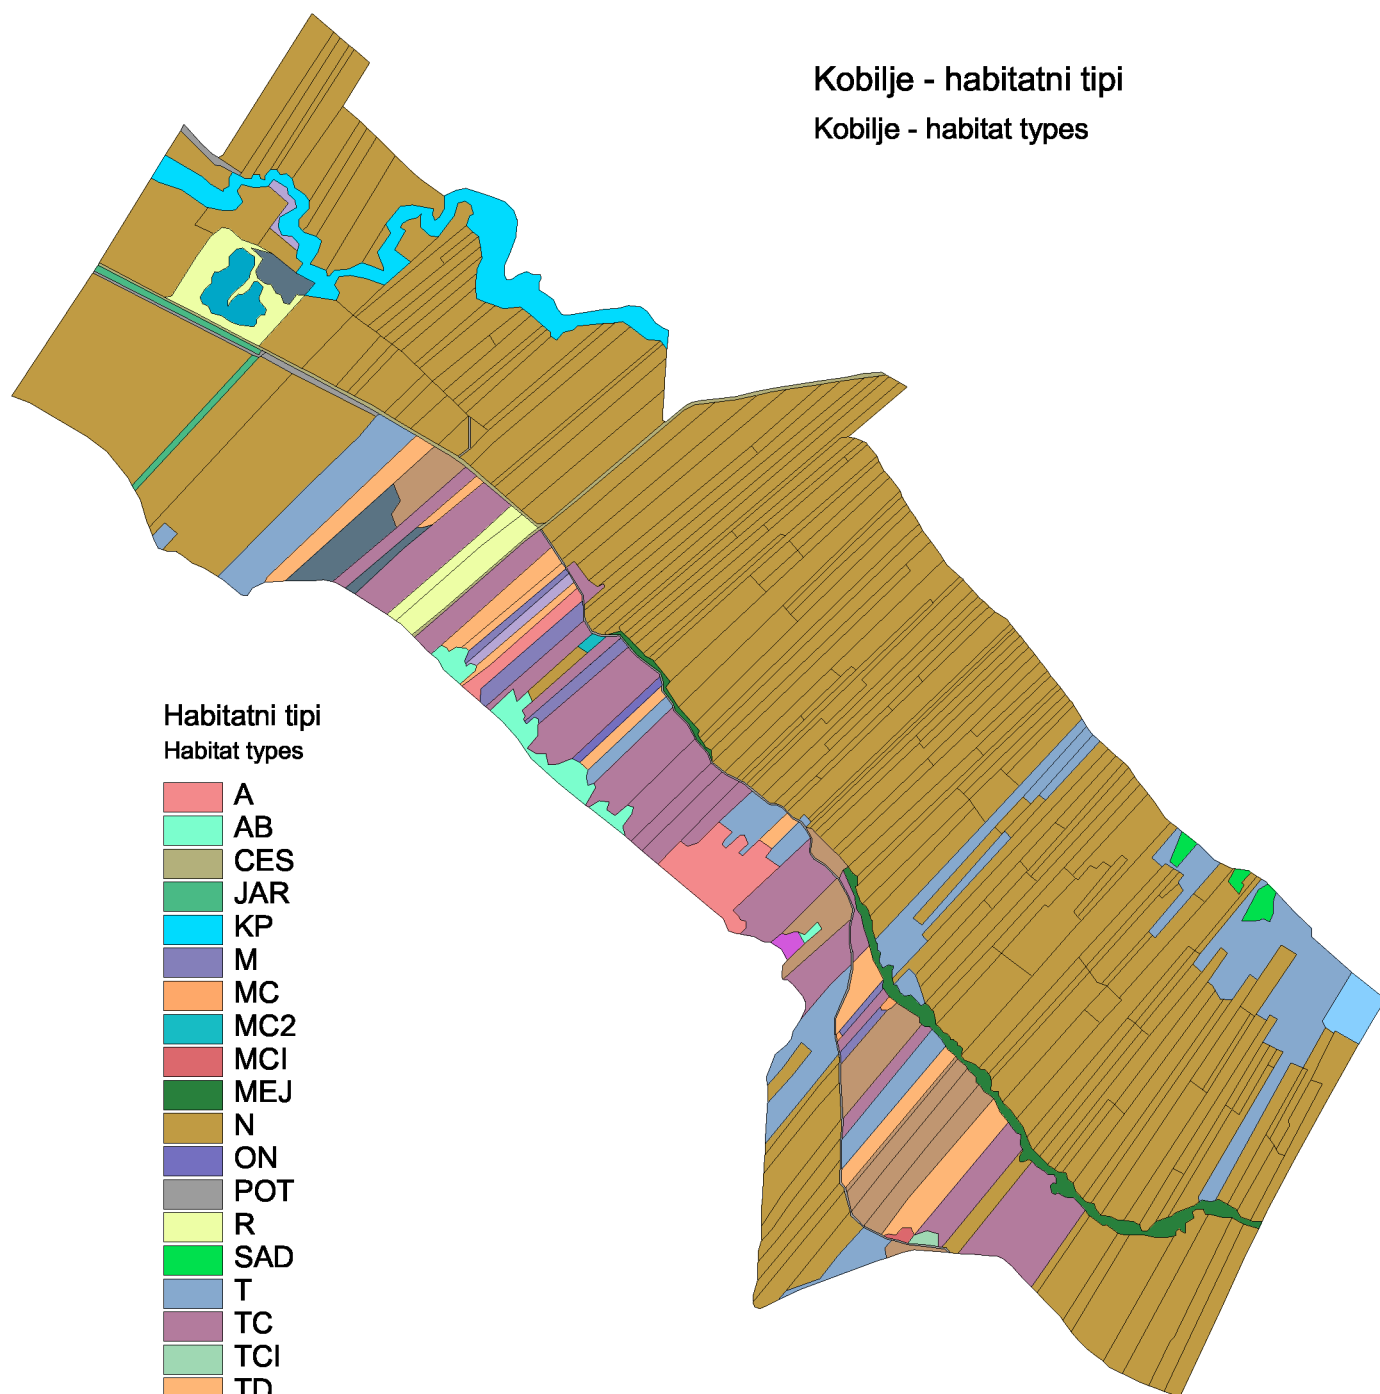 Kobilje - habitatni tipi
Kobilje - habitat types
Habitatni tipi
Habitat types
A
AB
CES
JAR
KP
M
MC
MC2
MCI
MEJ
N
ON
POT
R
SAD
T
TC
TCI
TD